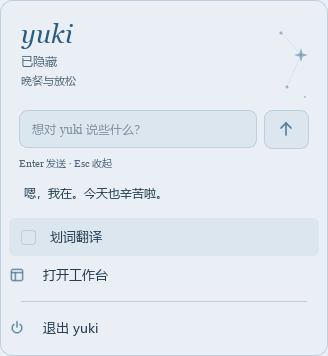 yuki
已隐藏
晚餐与放松
想对 yuki 说些什么？
Enter 发送 · Esc 收起
嗯，我在。今天也辛苦啦。
划词翻译
打开工作台
退出 yuki